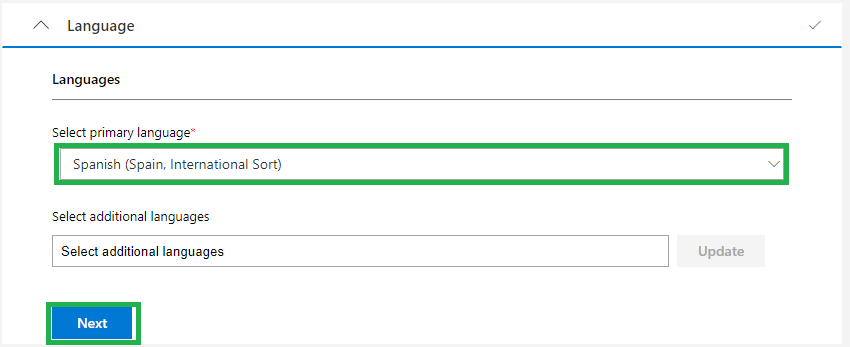 Language
Languages
Select primary language*
Spanish (Spain, International Sort)
Select additional languages
Select additional languages
Update
Next